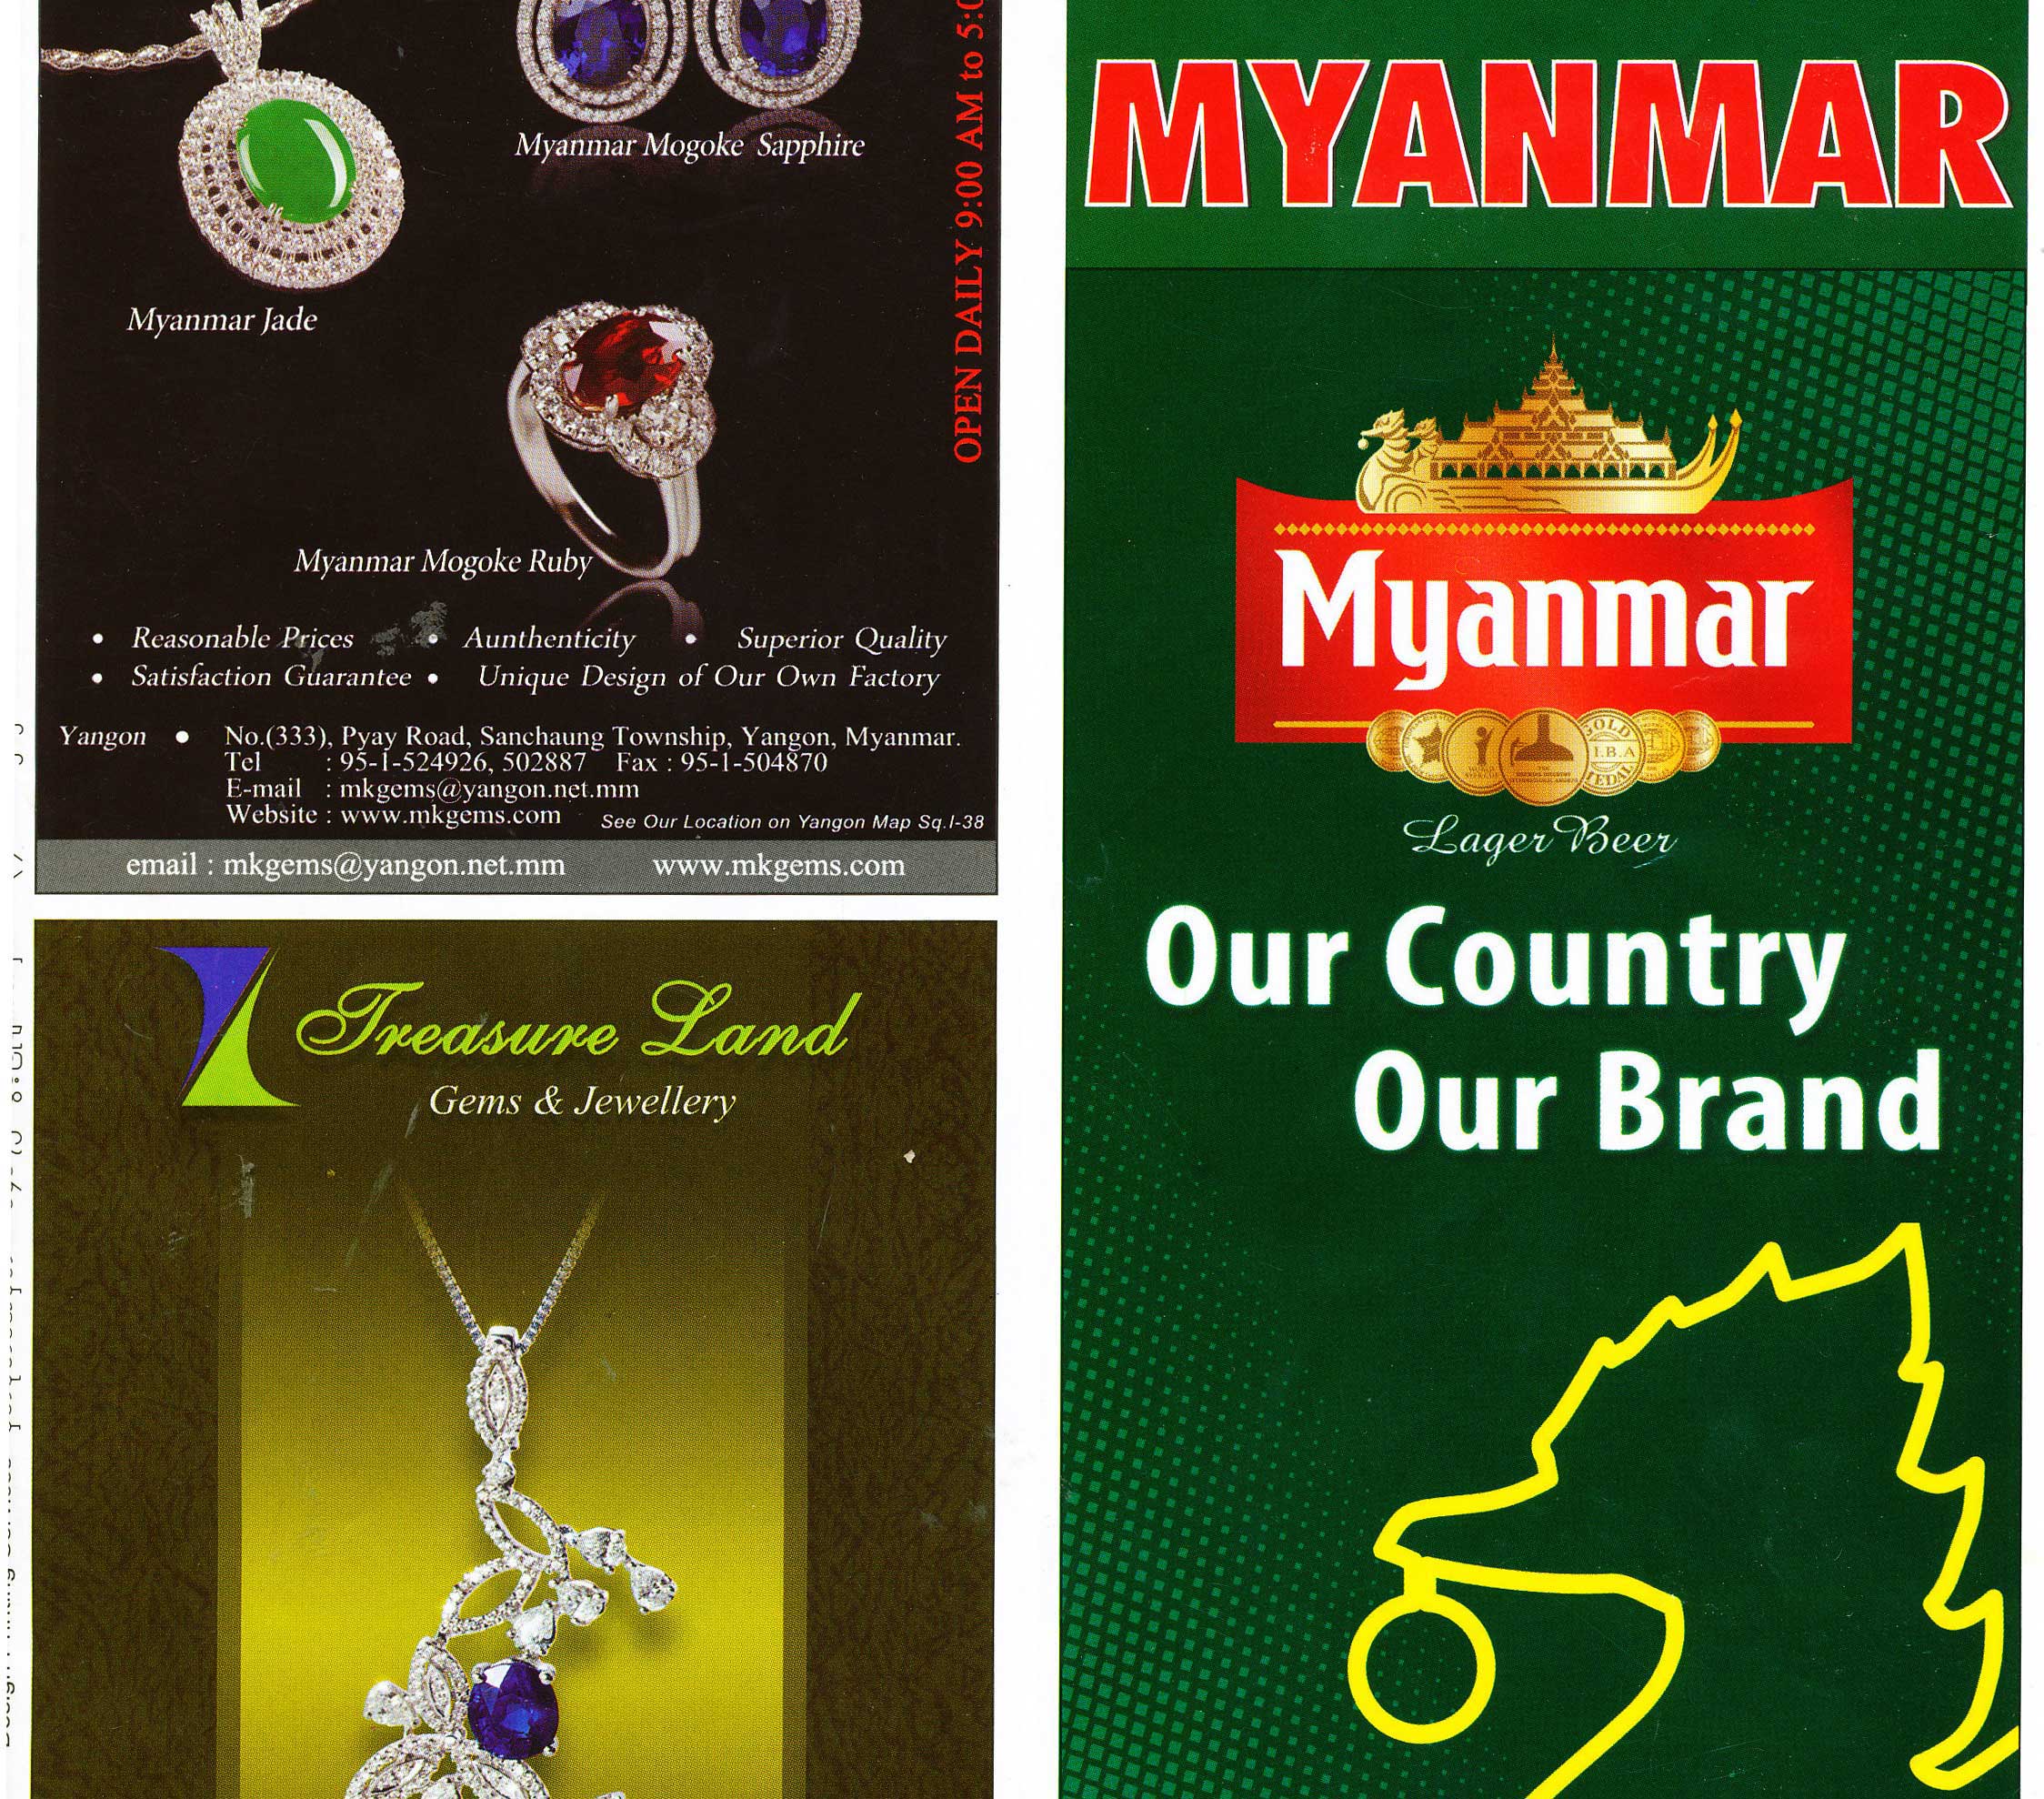 Myanmar Mogoke Sapphire
Myanmar Jade
OPEN DAILY 9:00 AM to
Myanmar Mogoke Ruby
• Reasonable Prices • Aunthenticity • Superior Quality
• Satisfaction Guarantee • Unique Design of Our Own Factory
Yangon • No.(333), Pyay Road, Sanchaung Township, Yangon, Myanmar.
Tel : 95-1-524926, 502887 Fax : 95-1-504870
E-mail : mkgems@yangon.net.mm
Website : www.mkgems.com
See Our Location on Yangon Map Sq.I-38
email : mkgems@yangon.net.mm www.mkgems.com
Treasure Land
Gems & Jewellery
MYANMAR
Myanmar
GOLD
I.B.A
MEDAL
Lager Beer
Our Country
Our Brand